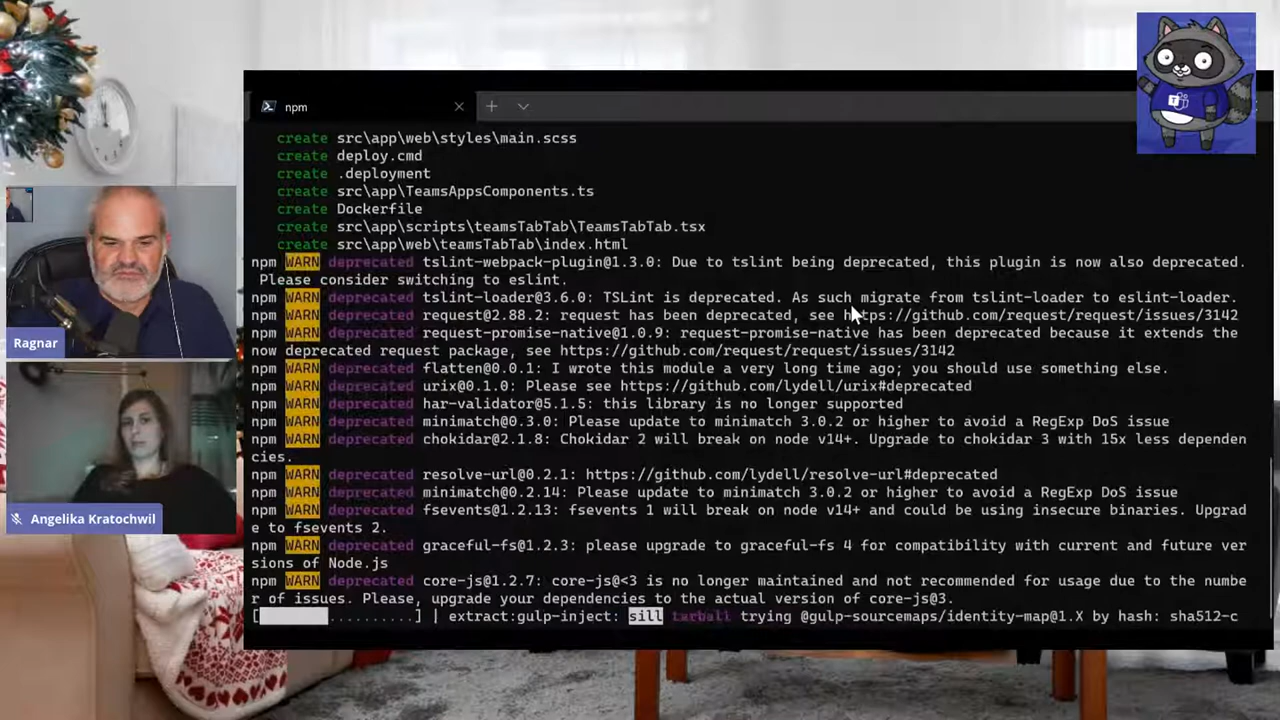 npm
create src\app\web\styles\main.scss
create deploy.cmd
create .deployment
create src\app\TeamsAppsComponents.ts
create Dockerfile
create src\app\scripts\teamsTabTab\TeamsTabTab.tsx
create src\app\web\teamsTabTab\index.html
npm WARN deprecated tslint-webpack-plugin@1.3.0: Due to tslint being deprecated, this plugin is now also deprecated.
Please consider switching to eslint.
npm WARN deprecated tslint-loader@3.6.0: TSLint is deprecated. As such migrate from tslint-loader to eslint-loader.
npm WARN deprecated request@2.88.2: request has been deprecated, see https://github.com/request/request/issues/3142
npm WARN deprecated request-promise-native@1.0.9: request-promise-native has been deprecated because it extends the
now deprecated request package, see https://github.com/request/request/issues/3142
npm WARN deprecated flatten@0.0.1: I wrote this module a very long time ago; you should use something else.
npm WARN deprecated urix@0.1.0: Please see https://github.com/lydell/urix#deprecated
npm WARN deprecated har-validator@5.1.5: this library is no longer supported
npm WARN deprecated minimatch@0.3.0: Please update to minimatch 3.0.2 or higher to avoid a RegExp DoS issue
npm WARN deprecated chokidar@2.1.8: Chokidar 2 will break on node v14+. Upgrade to chokidar 3 with 15x less dependen
cies.
npm WARN deprecated resolve-url@0.2.1: https://github.com/lydell/resolve-url#deprecated
npm WARN deprecated minimatch@0.2.14: Please update to minimatch 3.0.2 or higher to avoid a RegExp DoS issue
npm WARN deprecated fsevents@1.2.13: fsevents 1 will break on node v14+ and could be using insecure binaries. Upgrad
e to fsevents 2.
npm WARN deprecated graceful-fs@1.2.3: please upgrade to graceful-fs 4 for compatibility with current and future ver
sions of Node.js
npm WARN deprecated core-js@1.2.7: core-js@<3 is no longer maintained and not recommended for usage due to the numbe
r of issues. Please, upgrade your dependencies to the actual version of core-js@3.
[..........] | extract:gulp-inject: sill tarball trying @gulp-sourcemaps/identity-map@1.X by hash: sha512-c
Ragnar
Angelika Kratochwil